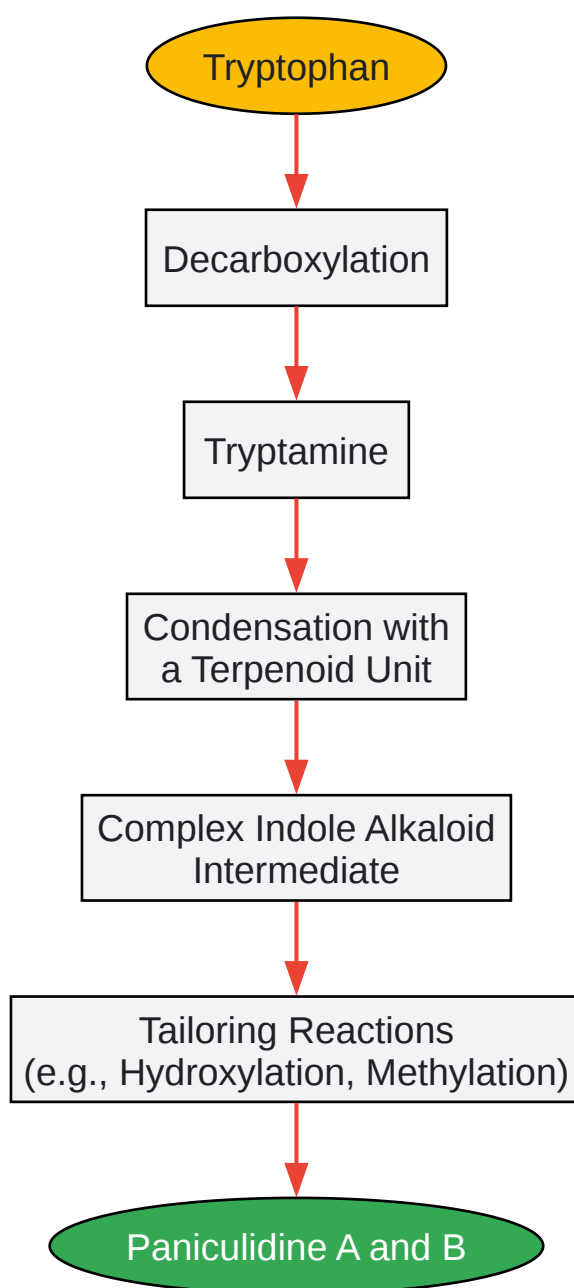 Tryptophan
Decarboxylation
Tryptamine
Condensation with
a Terpenoid Unit
Complex Indole Alkaloid
Intermediate
Tailoring Reactions
(e.g., Hydroxylation, Methylation)
Paniculidine A and B